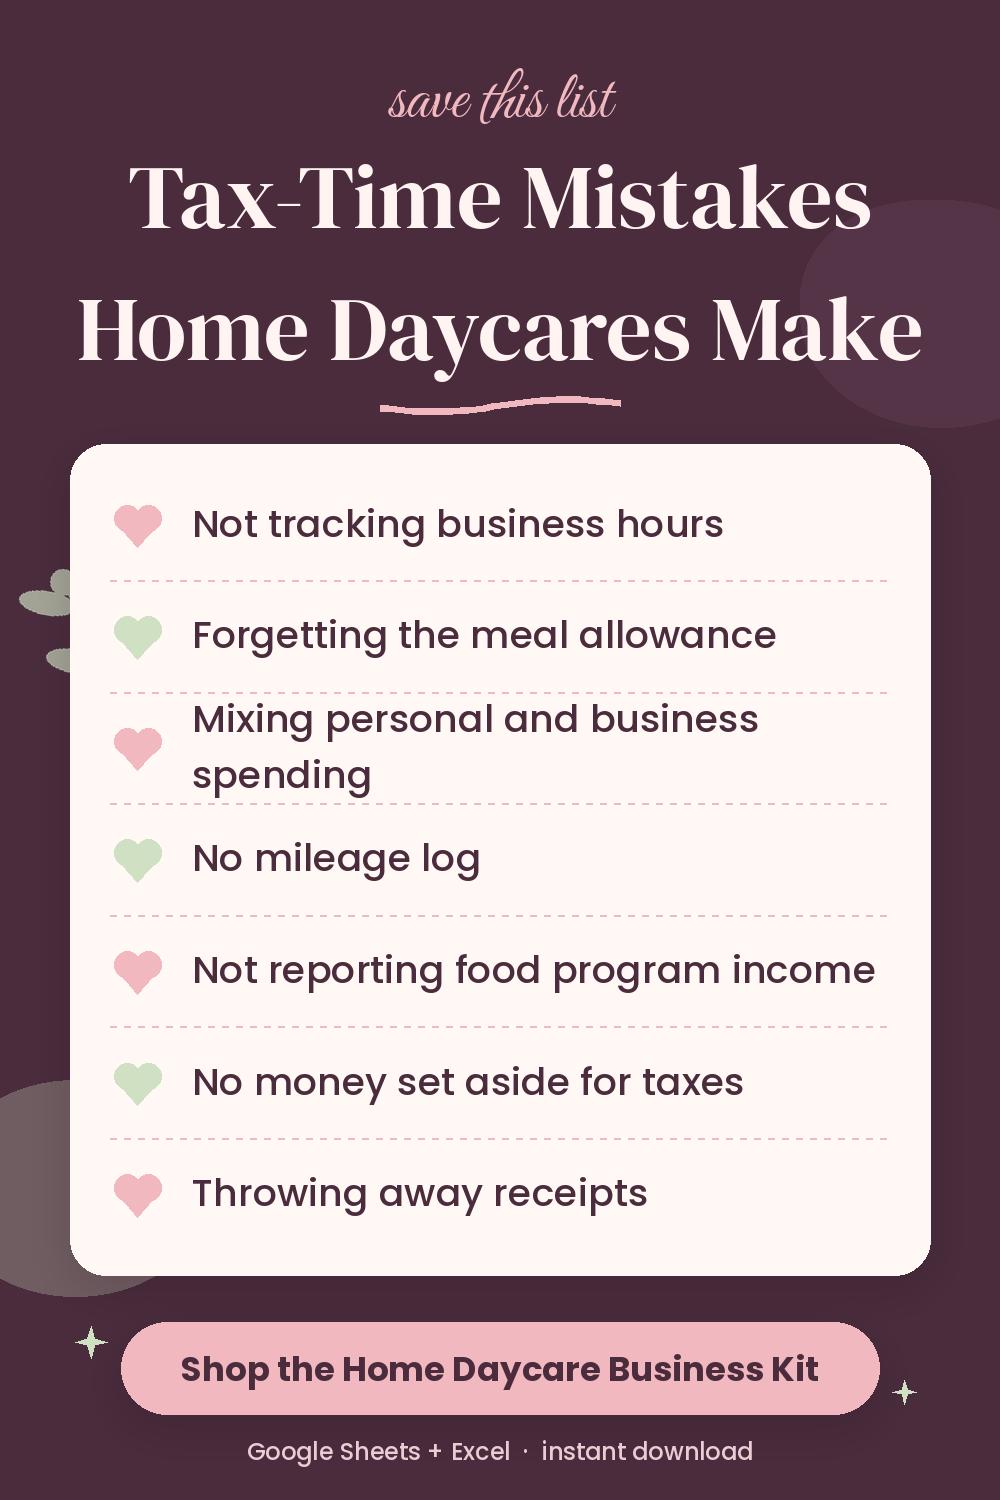 save this list
Tax-Time Mistakes
Home Daycares Make
Not tracking business hours
Forgetting the meal allowance
Mixing personal and business
spending
No mileage log
Not reporting food program income
No money set aside for taxes
Throwing away receipts
Shop the Home Daycare Business Kit
Google Sheets + Excel · instant download